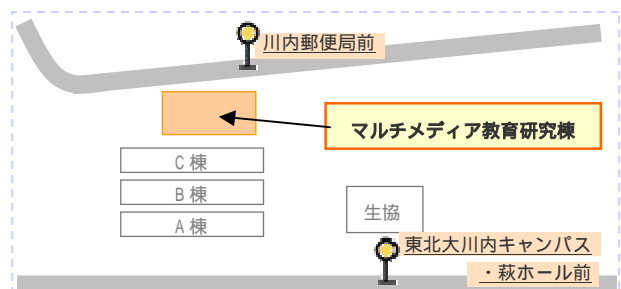 川内郵便局前
マルチメディア教育研究棟
C棟
B棟
A棟
生協
東北大川内キャンパス
・萩ホール前